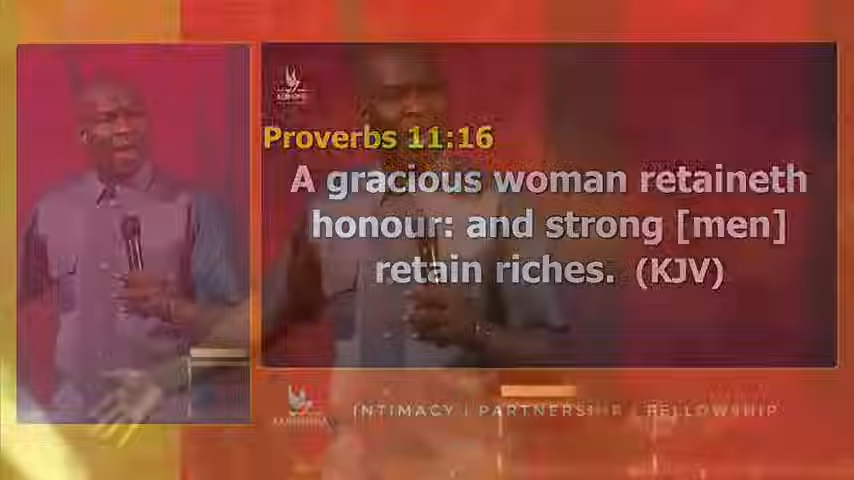 Proverbs 11:16
A gracious woman retaineth
honour: and strong [men]
retain riches. (KJV)
INTIMACY | PARTNERSHIP | FELLOWSHIP